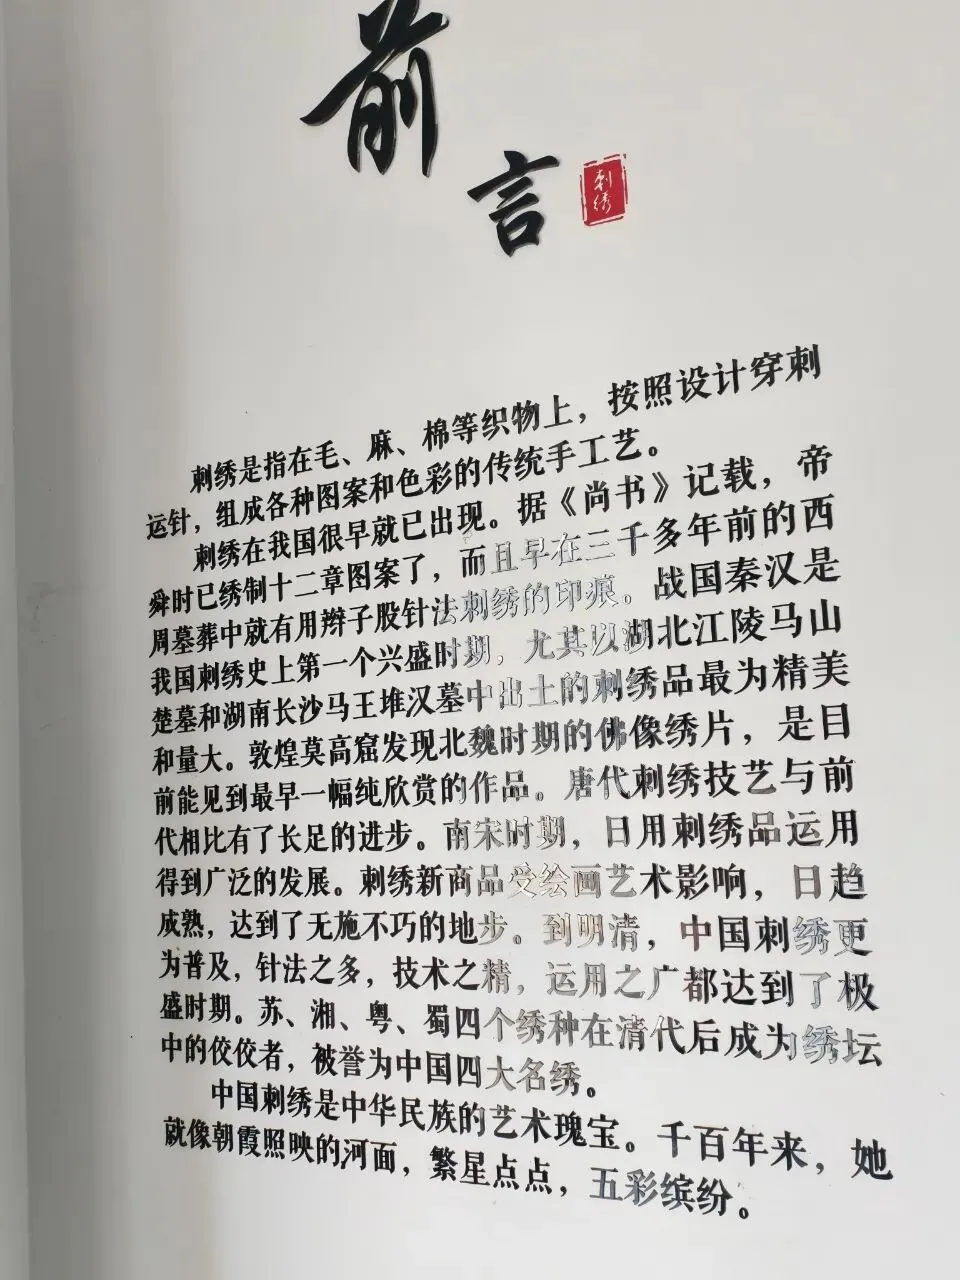 前
言
刺
绣
刺绣是指在毛、麻、棉等织物上，按照设计穿刺
运针，组成各种图案和色彩的传统手工艺。
刺绣在我国很早就已出现。据《尚书》记载，帝
舜时已绣制十二章图案了，而且早在三千多年前的西
周墓葬中就有用辫子股针法刺绣的印痕。战国秦汉是
我国刺绣史上第一个兴盛时期，尤其以湖北江陵马山
楚墓和湖南长沙马王堆汉墓中出土的刺绣品最为精美
和量大。敦煌莫高窟发现北魏时期的佛像绣片，是目
前能见到最早一幅纯欣赏的作品。唐代刺绣技艺与前
代相比有了长足的进步。南宋时期，日用刺绣品运用
得到广泛的发展。刺绣新商品受绘画艺术影响，日趋
成熟，达到了无施不巧的地步。到明清，中国刺绣更
为普及，针法之多，技术之精，运用之广都达到了极
盛时期。苏、湘、粤、蜀四个绣种在清代后成为绣坛
中的佼佼者，被誉为中国四大名绣。
中国刺绣是中华民族的艺术瑰宝。千百年来，她
就像朝霞照映的河面，繁星点点，五彩缤纷。